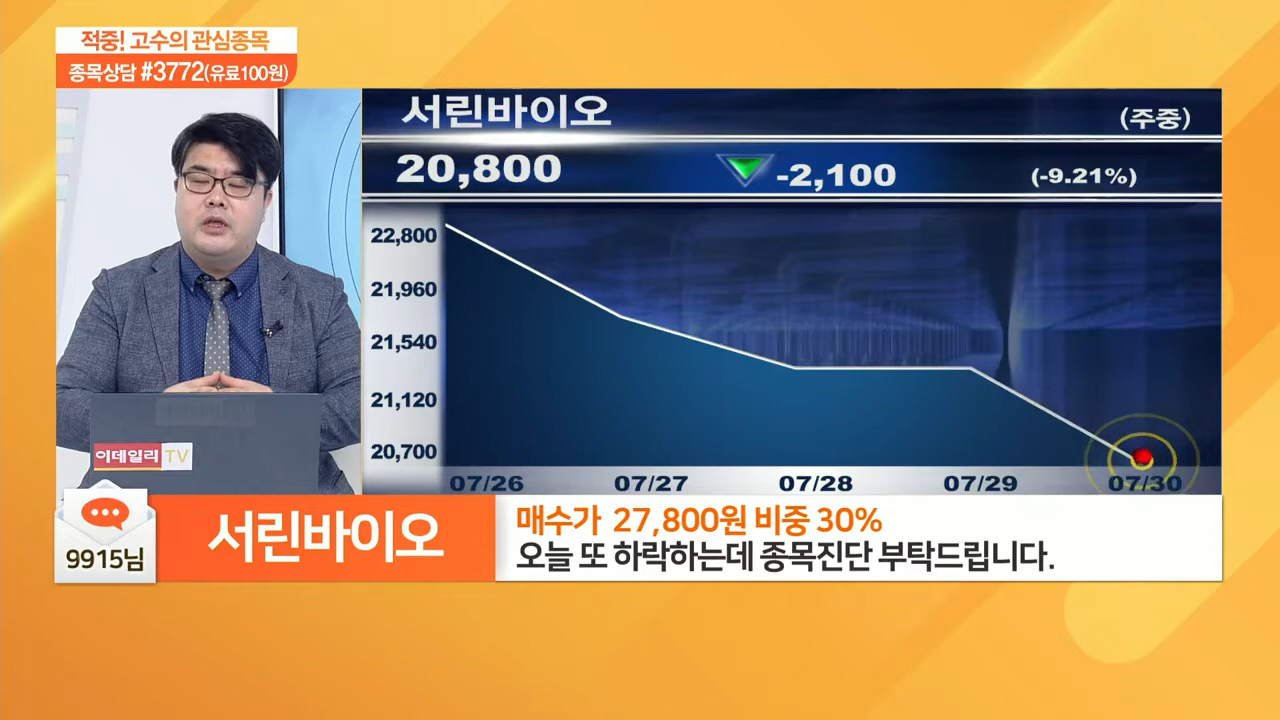 적중! 고수의 관심종목
종목상담 #3772(유료100원)
서린바이오
(주중)
20,800
-2,100
(-9.21%)
22,800
21,960
21,540
21,120
20,700
07/26
07/27
07/28
07/29
07/30
이데일리 TV
9915님
서린바이오
매수가 27,800원 비중 30%
오늘 또 하락하는데 종목진단 부탁드립니다.